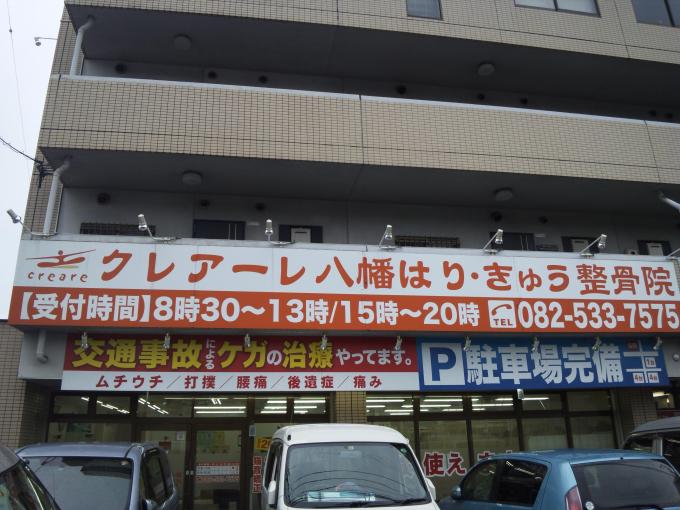 creare
クレアーレ八幡はり・きゅう整骨院
【受付時間】8時30～13時/15時～20時 TEL 082-533-7575
交通事故によるケガの治療やってます。
ムチウチ／打撲／腰痛／後遺症／痛み
P 駐車場完備
使え